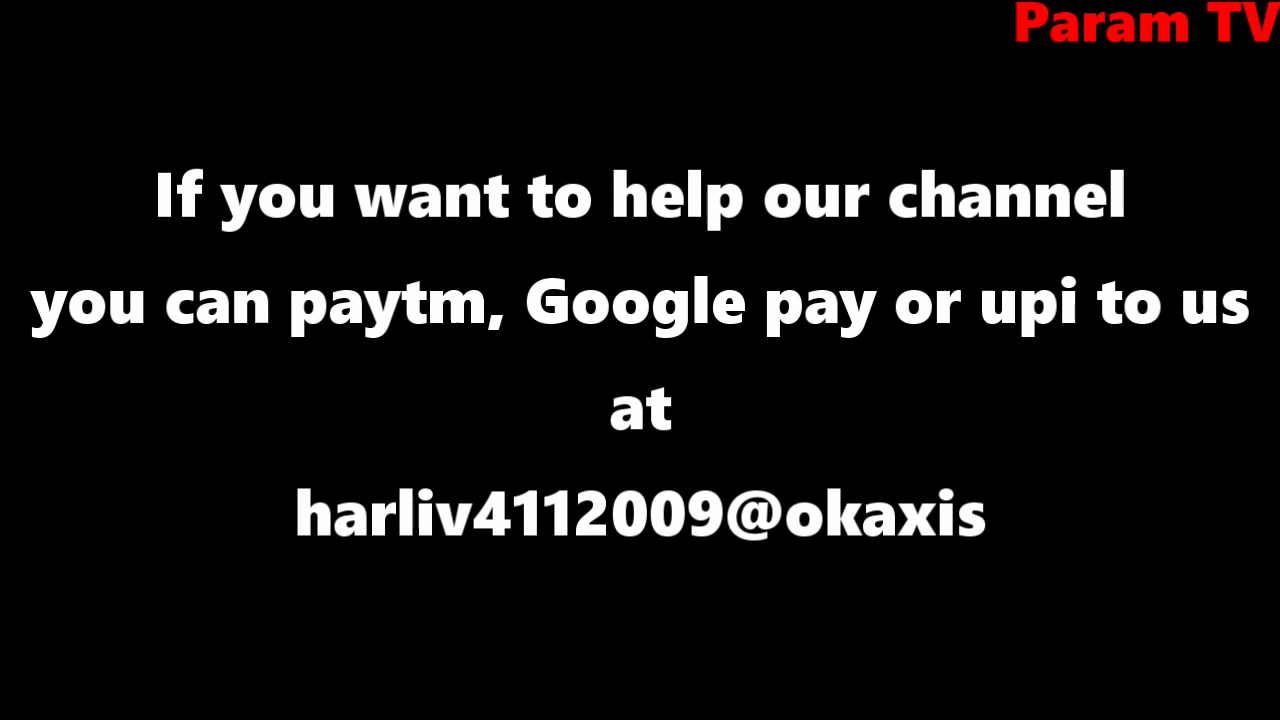 Param TV
If you want to help our channel
you can paytm, Google pay or upi to us
at
harliv4112009@okaxis